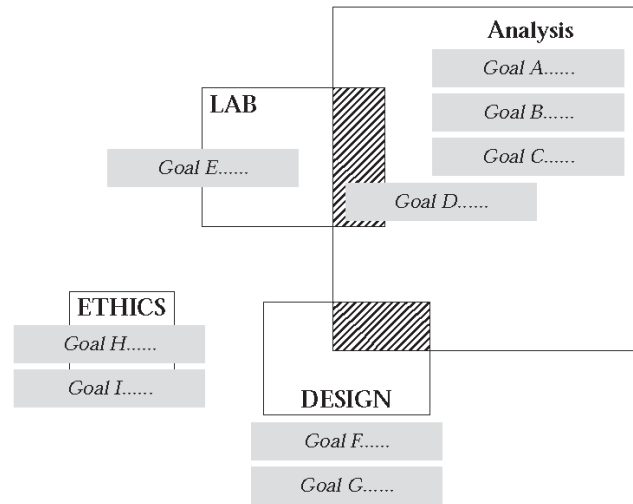 Analysis
Goal A......
Goal B......
Goal C......
LAB
Goal E......
Goal D......
ETHICS
Goal H......
Goal I......
DESIGN
Goal F......
Goal G......